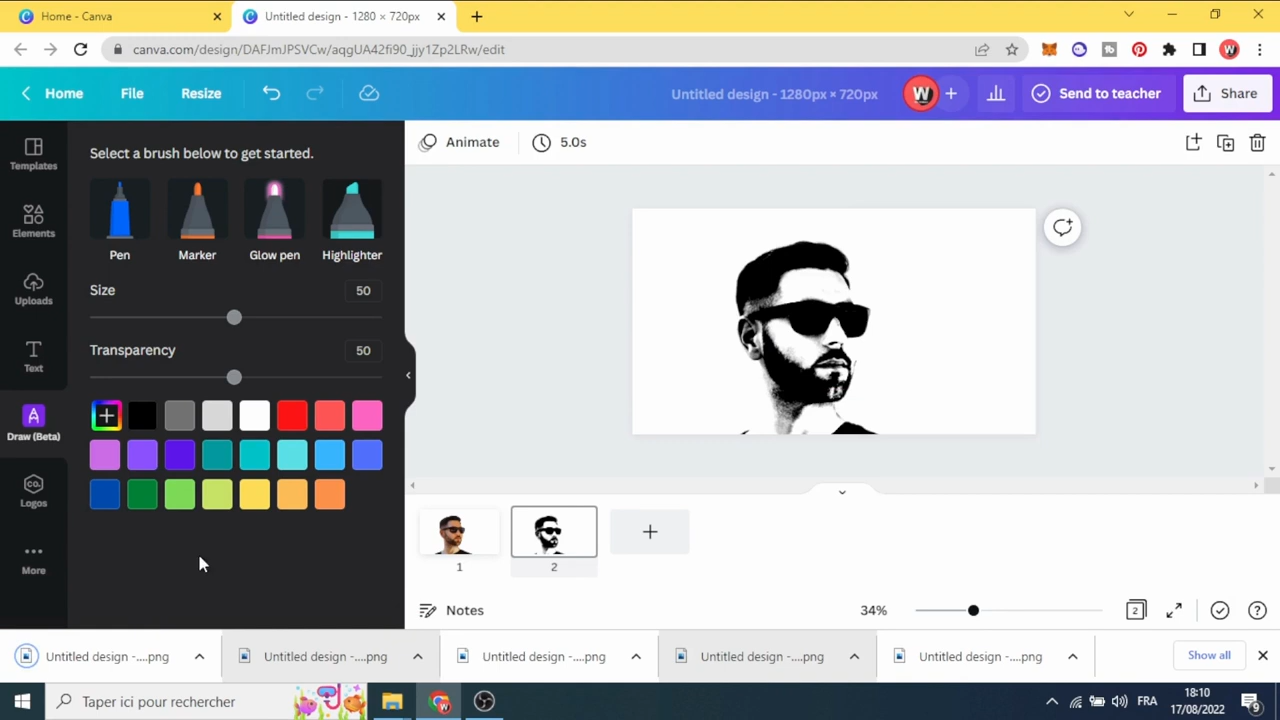 Home - Canva
Untitled design - 1280 × 720px
canva.com/design/DAFJmJPSVCw/aqgUA42fi90_jjy1Zp2LRw/edit
Home
File
Resize
Untitled design - 1280px × 720px
W
Send to teacher
Share
Templates
Elements
Uploads
Text
Draw (Beta)
CO.
Logos
More
Select a brush below to get started.
Pen
Marker
Glow pen
Highlighter
Size
50
Transparency
50
Animate
5.0s
1
2
Notes
34%
2
Untitled design -....png
Untitled design -....png
Untitled design -....png
Untitled design -....png
Untitled design -....png
Show all
Taper ici pour rechercher
FRA
18:10
17/08/2022
9